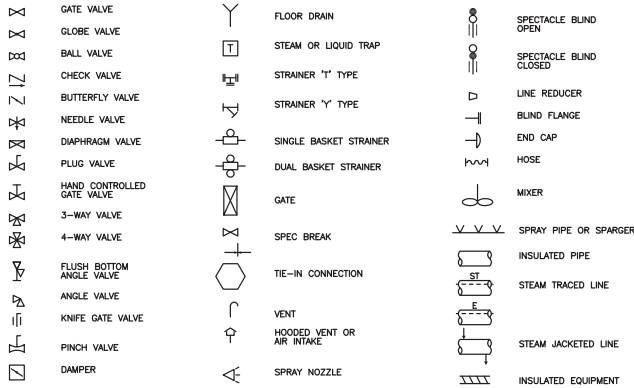 GATE VALVE
GLOBE VALVE
BALL VALVE
CHECK VALVE
BUTTERFLY VALVE
NEEDLE VALVE
DIAPHRAGM VALVE
PLUG VALVE
HAND CONTROLLED
GATE VALVE
3-WAY VALVE
4-WAY VALVE
FLUSH BOTTOM
ANGLE VALVE
ANGLE VALVE
KNIFE GATE VALVE
PINCH VALVE
DAMPER
FLOOR DRAIN
T
STEAM OR LIQUID TRAP
STRAINER 'T' TYPE
STRAINER 'Y' TYPE
SINGLE BASKET STRAINER
DUAL BASKET STRAINER
GATE
SPEC BREAK
TIE-IN CONNECTION
VENT
HOODED VENT OR
AIR INTAKE
SPRAY NOZZLE
SPECTACLE BLIND
OPEN
SPECTACLE BLIND
CLOSED
LINE REDUCER
BLIND FLANGE
END CAP
HOSE
MIXER
SPRAY PIPE OR SPARGER
INSULATED PIPE
ST
STEAM TRACED LINE
E
STEAM JACKETED LINE
INSULATED EQUIPMENT